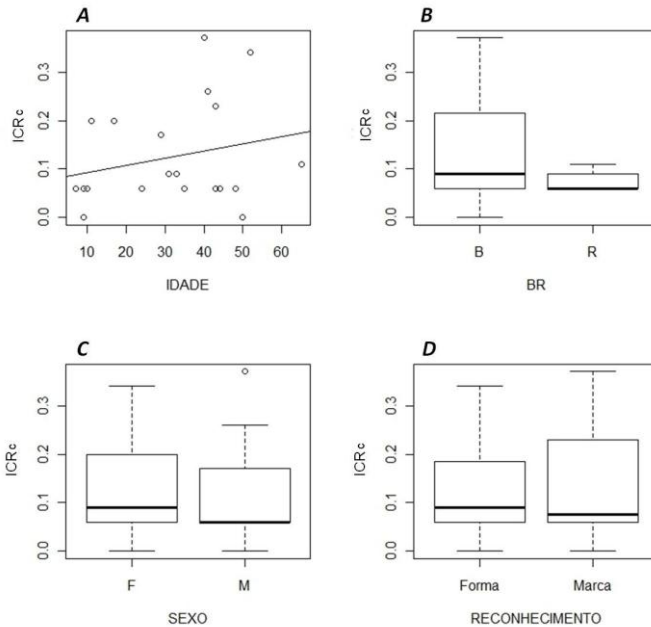 A
ICRc
0.0 0.1 0.2 0.3
10 20 30 40 50 60
IDADE
B
ICRc
0.0 0.1 0.2 0.3
B R
BR
C
ICRc
0.0 0.1 0.2 0.3
F M
SEXO
D
ICRc
0.0 0.1 0.2 0.3
Forma Marca
RECONHECIMENTO